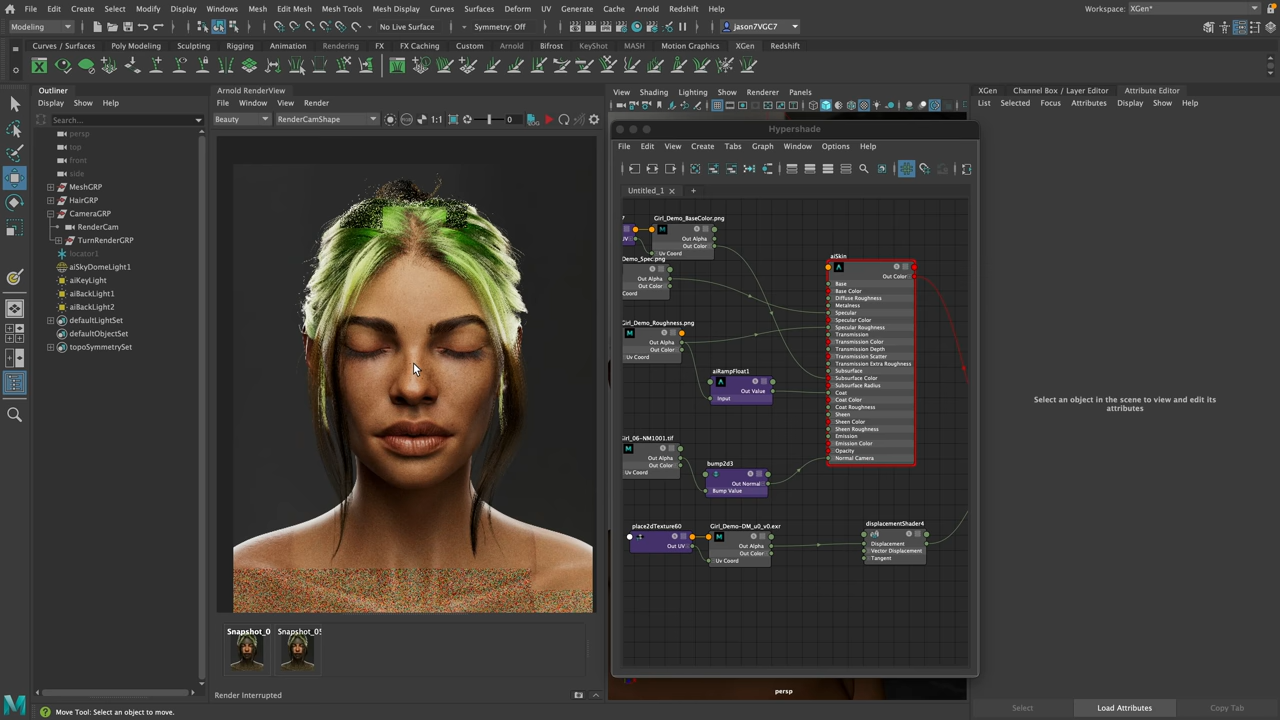 File Edit Create Select Modify Display Windows Mesh Edit Mesh Mesh Tools Mesh Display Curves Surfaces Deform UV Generate Cache Arnold Redshift Help
Workspace: XGen*
Modeling
No Live Surface
Symmetry: Off
jason7VGC7
Curves / Surfaces Poly Modeling Sculpting Rigging Animation Rendering FX FX Caching Custom Arnold Bifrost KeyShot MASH Motion Graphics XGen Redshift
Outliner
Display Show Help
Search...
persp
top
front
side
MeshGRP
HairGRP
CameraGRP
RenderCam
TurnRenderGRP
locator1
aiSkyDomeLight1
aiKeyLight
aiBackLight1
aiBackLight2
defaultLightSet
defaultObjectSet
topoSymmetrySet
Arnold RenderView
File Window View Render
Beauty RenderCamShape 1:1 0
Snapshot_0 Snapshot_0
Render Interrupted
View Shading Lighting Show Renderer Panels
Hypershade
File Edit View Create Tabs Graph Window Options Help
Untitled_1
Girl_Demo_BaseColor.png
Out Alpha
Out Color
Uv Coord
UV
Demo_Spec.png
Out Alpha
Out Color
Coord
Girl_Demo_Roughness.png
Out Alpha
Out Color
Uv Coord
aiRampFloat1
Out Value
Input
Girl_06-NM1001.tif
Out Alpha
Out Color
Uv Coord
bump2d3
Out Normal
Bump Value
place2dTexture60
Out UV
Girl_Demo-DM_u0_v0.exr
Out Alpha
Out Color
Uv Coord
aiSkin
Out Color
Base
Base Color
Diffuse Roughness
Metalness
Specular
Specular Color
Specular Roughness
Transmission
Transmission Color
Transmission Depth
Transmission Scatter
Transmission Extra Roughness
Subsurface
Subsurface Color
Subsurface Radius
Coat
Coat Color
Coat Roughness
Sheen
Sheen Color
Sheen Roughness
Emission
Emission Color
Opacity
Normal Camera
displacementShader4
Displacement
Vector Displacement
Tangent
persp
XGen Channel Box / Layer Editor Attribute Editor
List Selected Focus Attributes Display Show Help
Select an object in the scene to view and edit its
attributes
Select Load Attributes Copy Tab
Move Tool: Select an object to move.